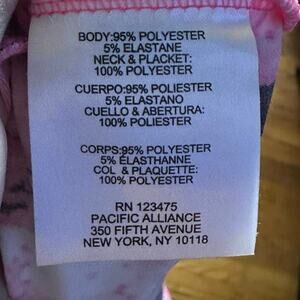 BODY:95% POLYESTER
5% ELASTANE
NECK & PLACKET:
100% POLYESTER
CUERPO:95% POLIESTER
5% ELASTANO
CUELLO & ABERTURA:
100% POLIESTER
CORPS:95% POLYESTER
5% ÉLASTHANNE
COL & PLAQUETTE:
100% POLYESTER
RN 123475
PACIFIC ALLIANCE
350 FIFTH AVENUE
NEW YORK, NY 10118